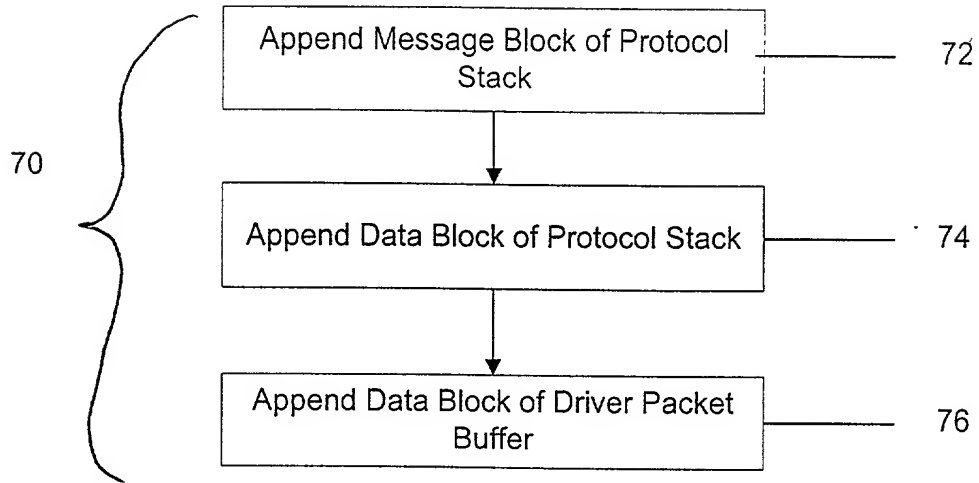 Append Message Block of Protocol
Stack
72
70
Append Data Block of Protocol Stack
74
Append Data Block of Driver Packet
Buffer
76